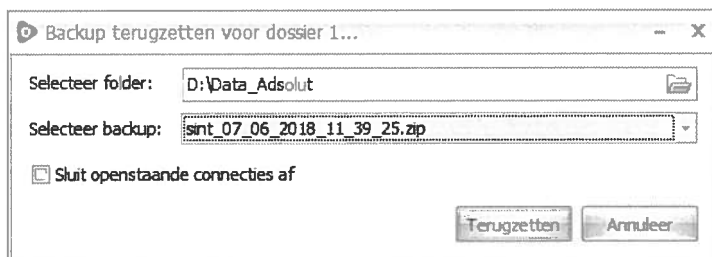 Backup terugzetten voor dossier 1...
Selecteer folder: D:\Data_Adsolut
Selecteer backup: sint_07_06_2018_11_39_25.zip
Sluit openstaande connecties af
Terugzetten Annuleer